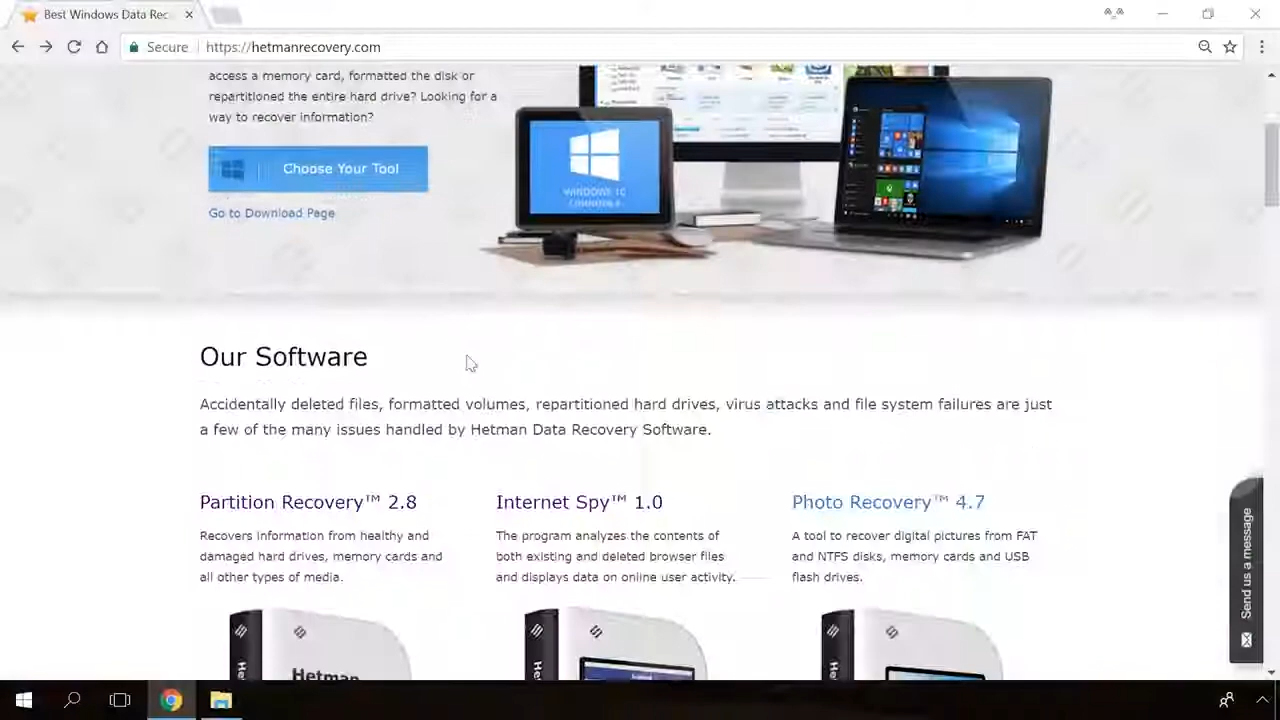 Best Windows Data Rec
Secure
https://hetmanrecovery.com
access a memory card, formatted the disk or
repartitioned the entire hard drive? Looking for a
way to recover information?
Choose Your Tool
Go to Download Page
Our Software
Accidentally deleted files, formatted volumes, repartitioned hard drives, virus attacks and file system failures are just
a few of the many issues handled by Hetman Data Recovery Software.
Partition Recovery™ 2.8
Recovers information from healthy and
damaged hard drives, memory cards and
all other types of media.
Internet Spy™ 1.0
The program analyzes the contents of
both existing and deleted browser files
and displays data on online user activity.
Photo Recovery™ 4.7
A tool to recover digital pictures from FAT
and NTFS disks, memory cards and USB
flash drives.
Hetman
Send us a message